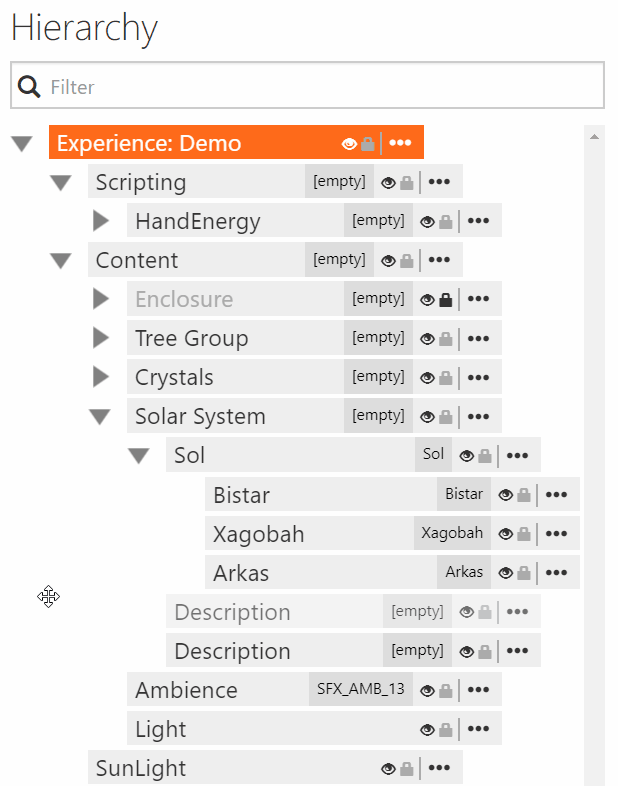 Hierarchy
Filter
Experience: Demo
Scripting [empty]
HandEnergy [empty]
Content [empty]
Enclosure [empty]
Tree Group [empty]
Crystals [empty]
Solar System [empty]
Sol Sol
Bistar Bistar
Xagobah Xagobah
Arkas Arkas
Description [empty]
Description [empty]
Ambience SFX_AMB_13
Light
SunLight